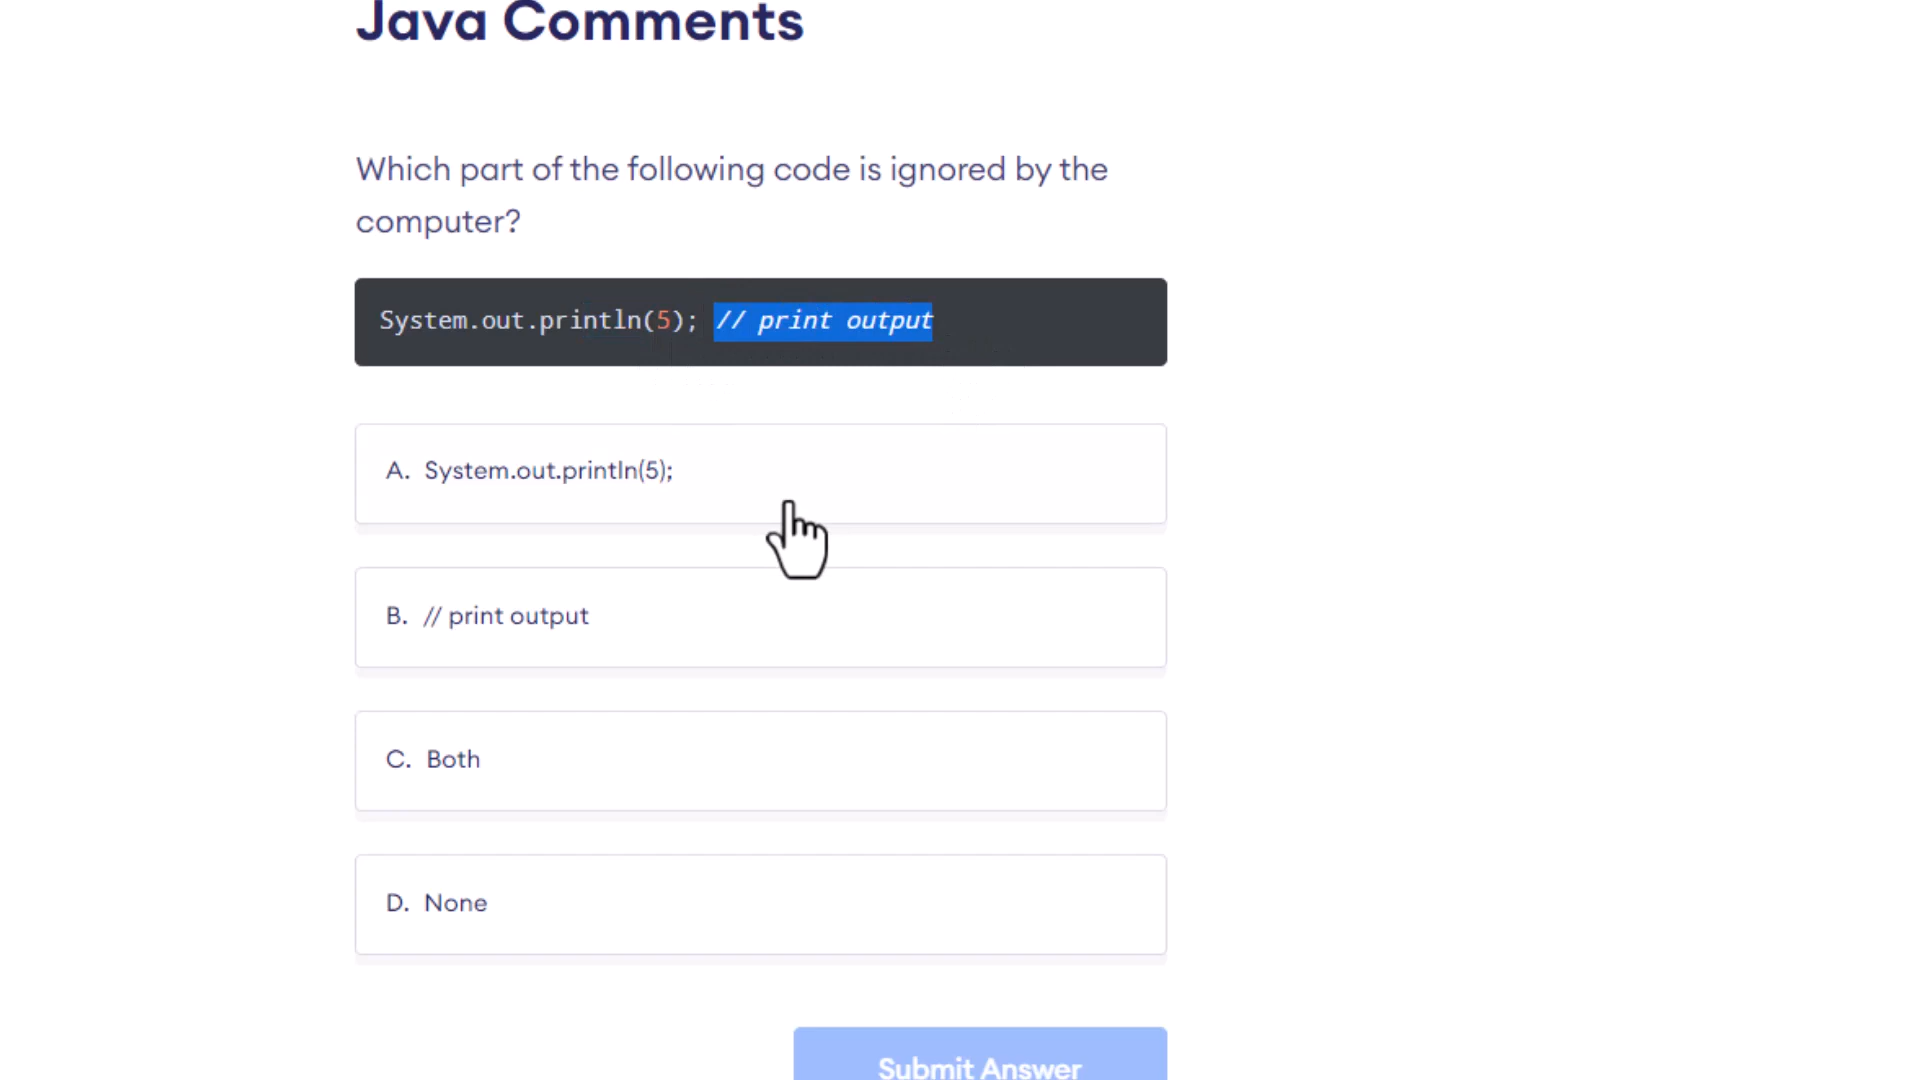 Java Comments
Which part of the following code is ignored by the
computer?
System.out.println(5); // print output
A. System.out.println(5);
B. // print output
C. Both
D. None
Submit Answer